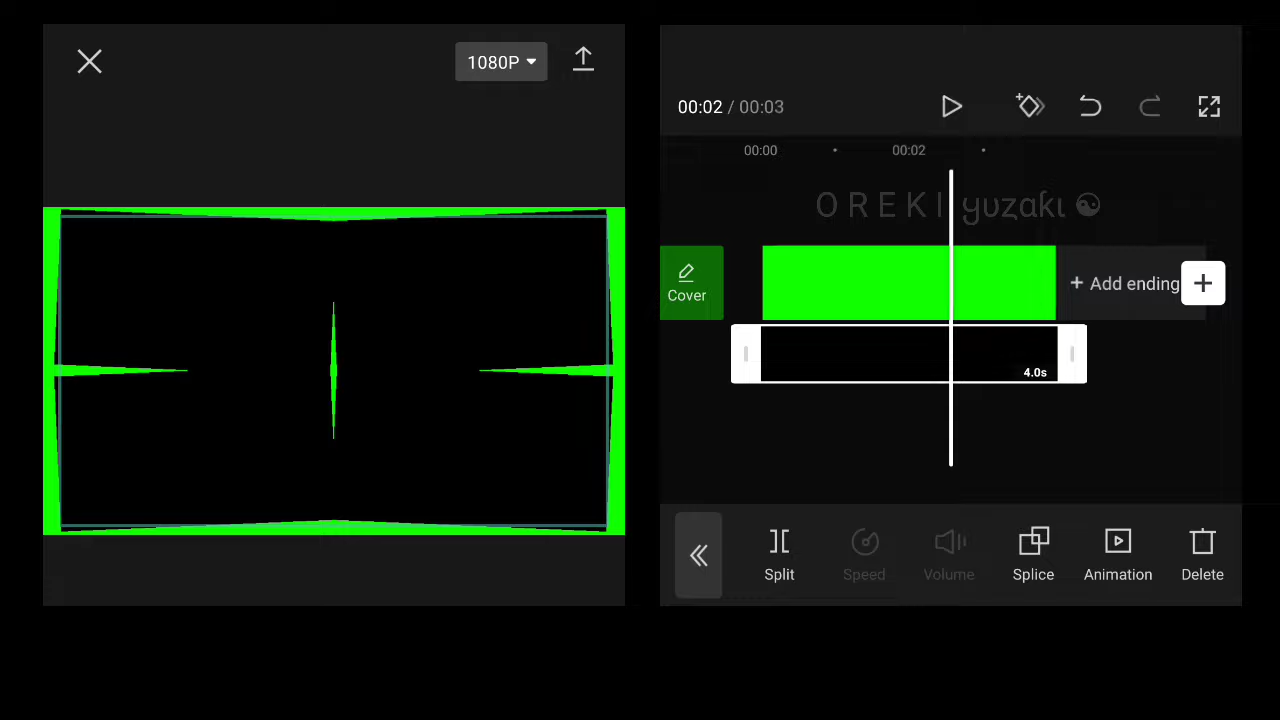 1080P
00:02 / 00:03
00:00
00:02
O R E K I yuzaki
Cover
+ Add ending
4.0s
Split
Speed
Volume
Splice
Animation
Delete